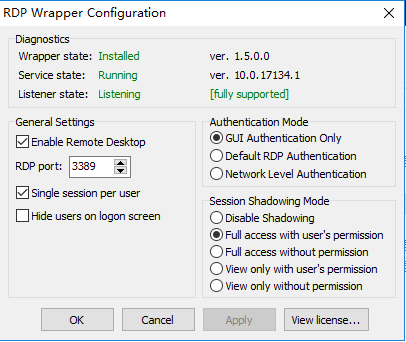 RDP Wrapper Configuration
Diagnostics
Wrapper state: Installed ver. 1.5.0.0
Service state: Running ver. 10.0.17134.1
Listener state: Listening [fully supported]
General Settings
Enable Remote Desktop
RDP port: 3389
Single session per user
Hide users on logon screen
Authentication Mode
GUI Authentication Only
Default RDP Authentication
Network Level Authentication
Session Shadowing Mode
Disable Shadowing
Full access with user's permission
Full access without permission
View only with user's permission
View only without permission
OK Cancel Apply View license...